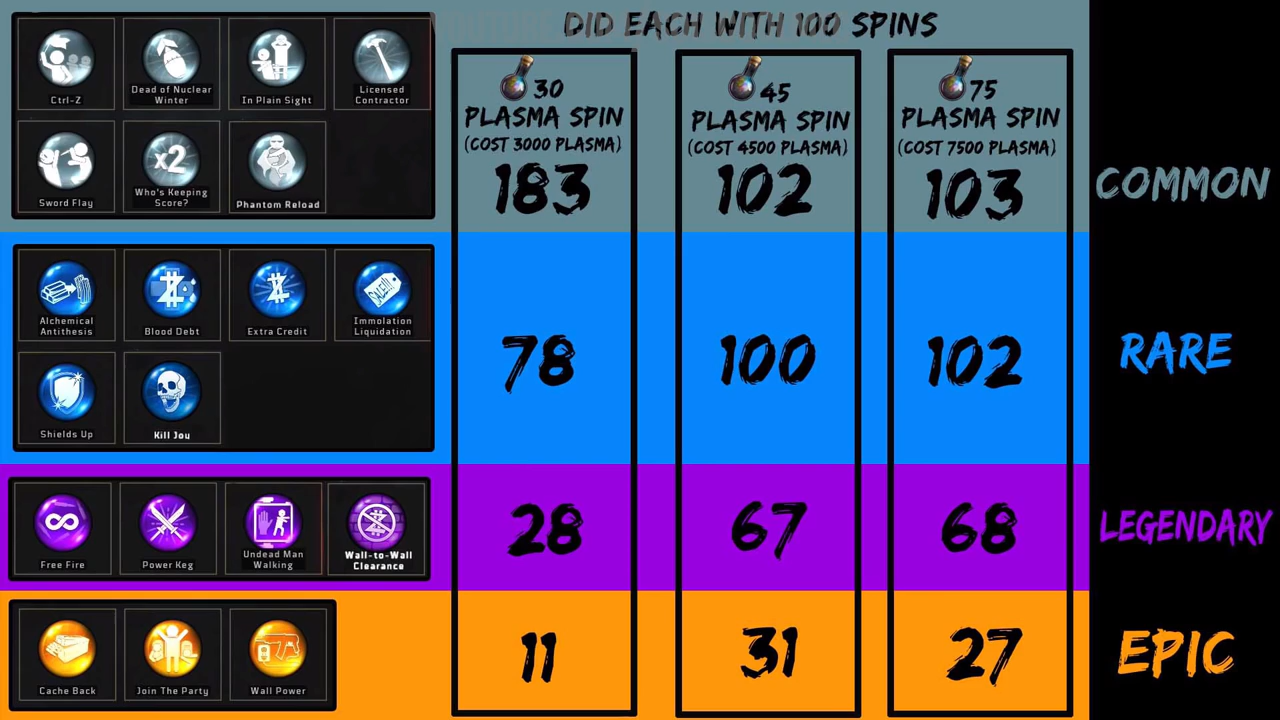 DID EACH WITH 100 SPINS
Ctrl-Z
Dead of Nuclear
Winter
In Plain Sight
Licensed
Contractor
Sword Flay
x2
Who's Keeping
Score?
Phantom Reload
30
PLASMA SPIN
(COST 3000 PLASMA)
183
45
PLASMA SPIN
(COST 4500 PLASMA)
102
75
PLASMA SPIN
(COST 7500 PLASMA)
103
COMMON
Alchemical
Antithesis
Blood Debt
Extra Credit
SALE!!!
Immolation
Liquidation
Shields Up
Kill Joy
78
100
102
RARE
Free Fire
Power Keg
Undead Man
Walking
Wall-to-Wall
Clearance
28
67
68
LEGENDARY
Cache Back
Join The Party
Wall Power
11
31
27
EPIC